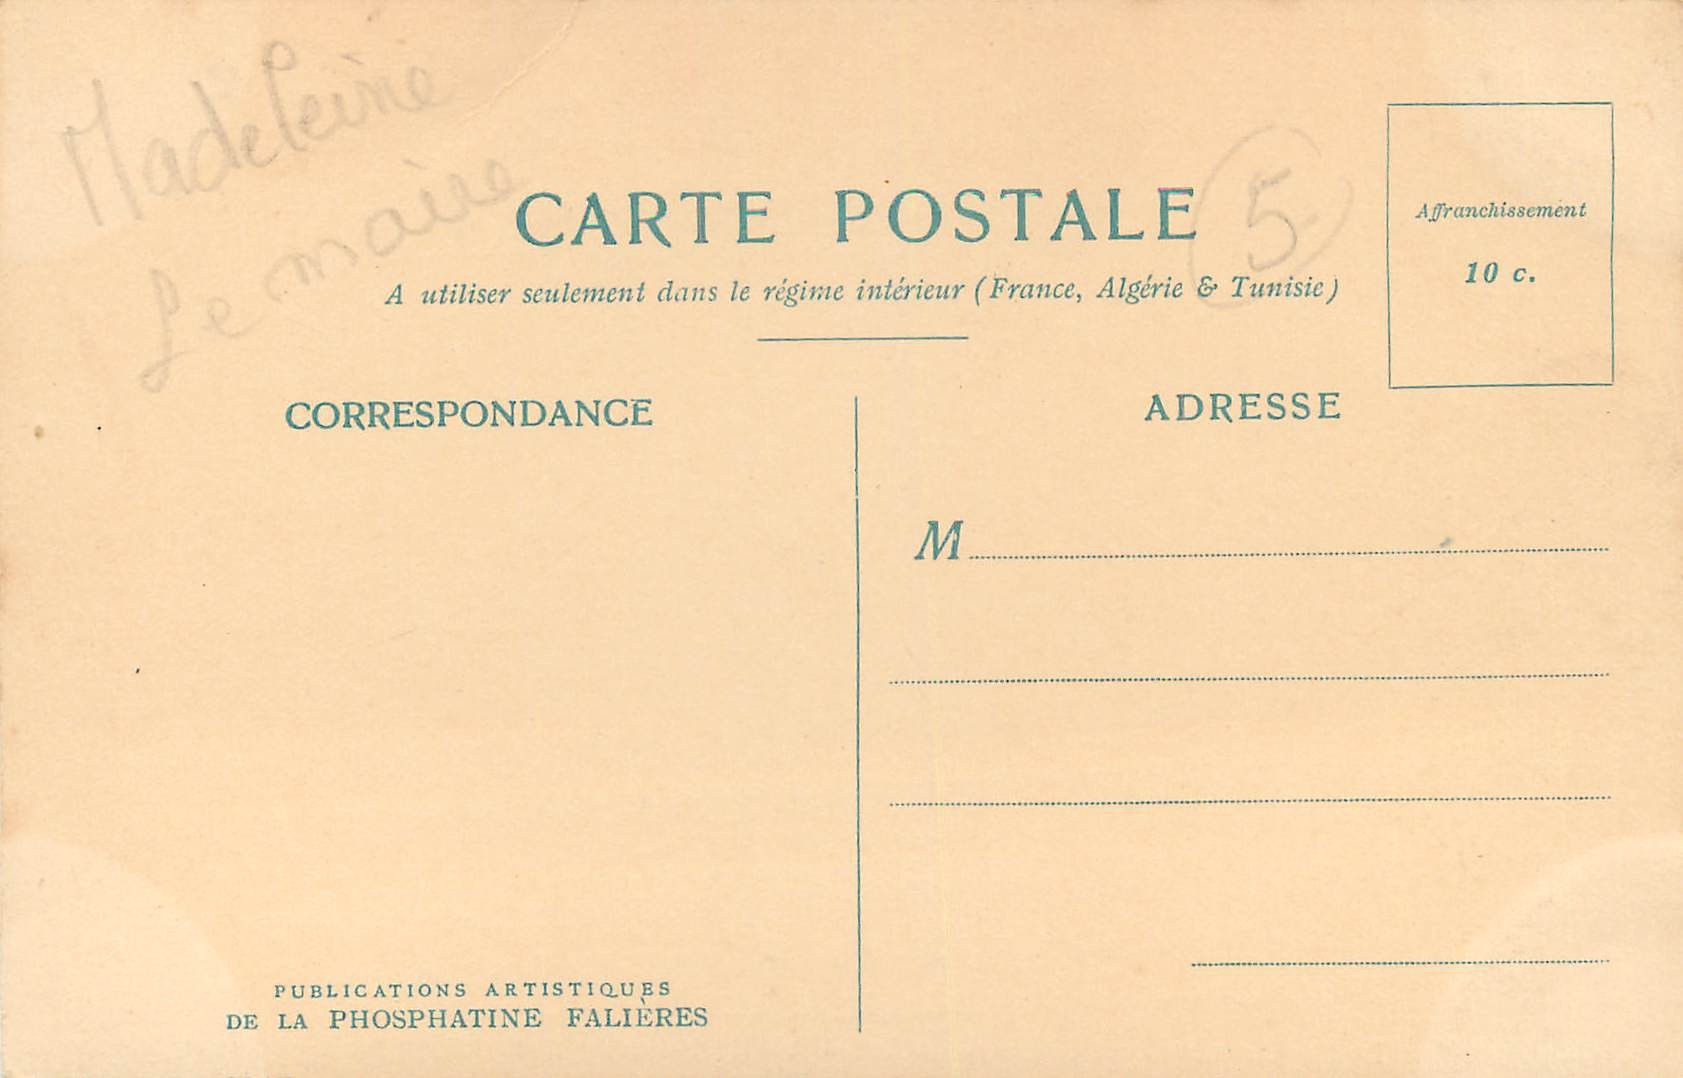 Madeleine
Lemaire
CARTE POSTALE
5
A utiliser seulement dans le régime intérieur (France, Algérie & Tunisie)
Affranchissement
10 c.
CORRESPONDANCE
ADRESSE
M
PUBLICATIONS ARTISTIQUES
DE LA PHOSPHATINE FALIÈRES